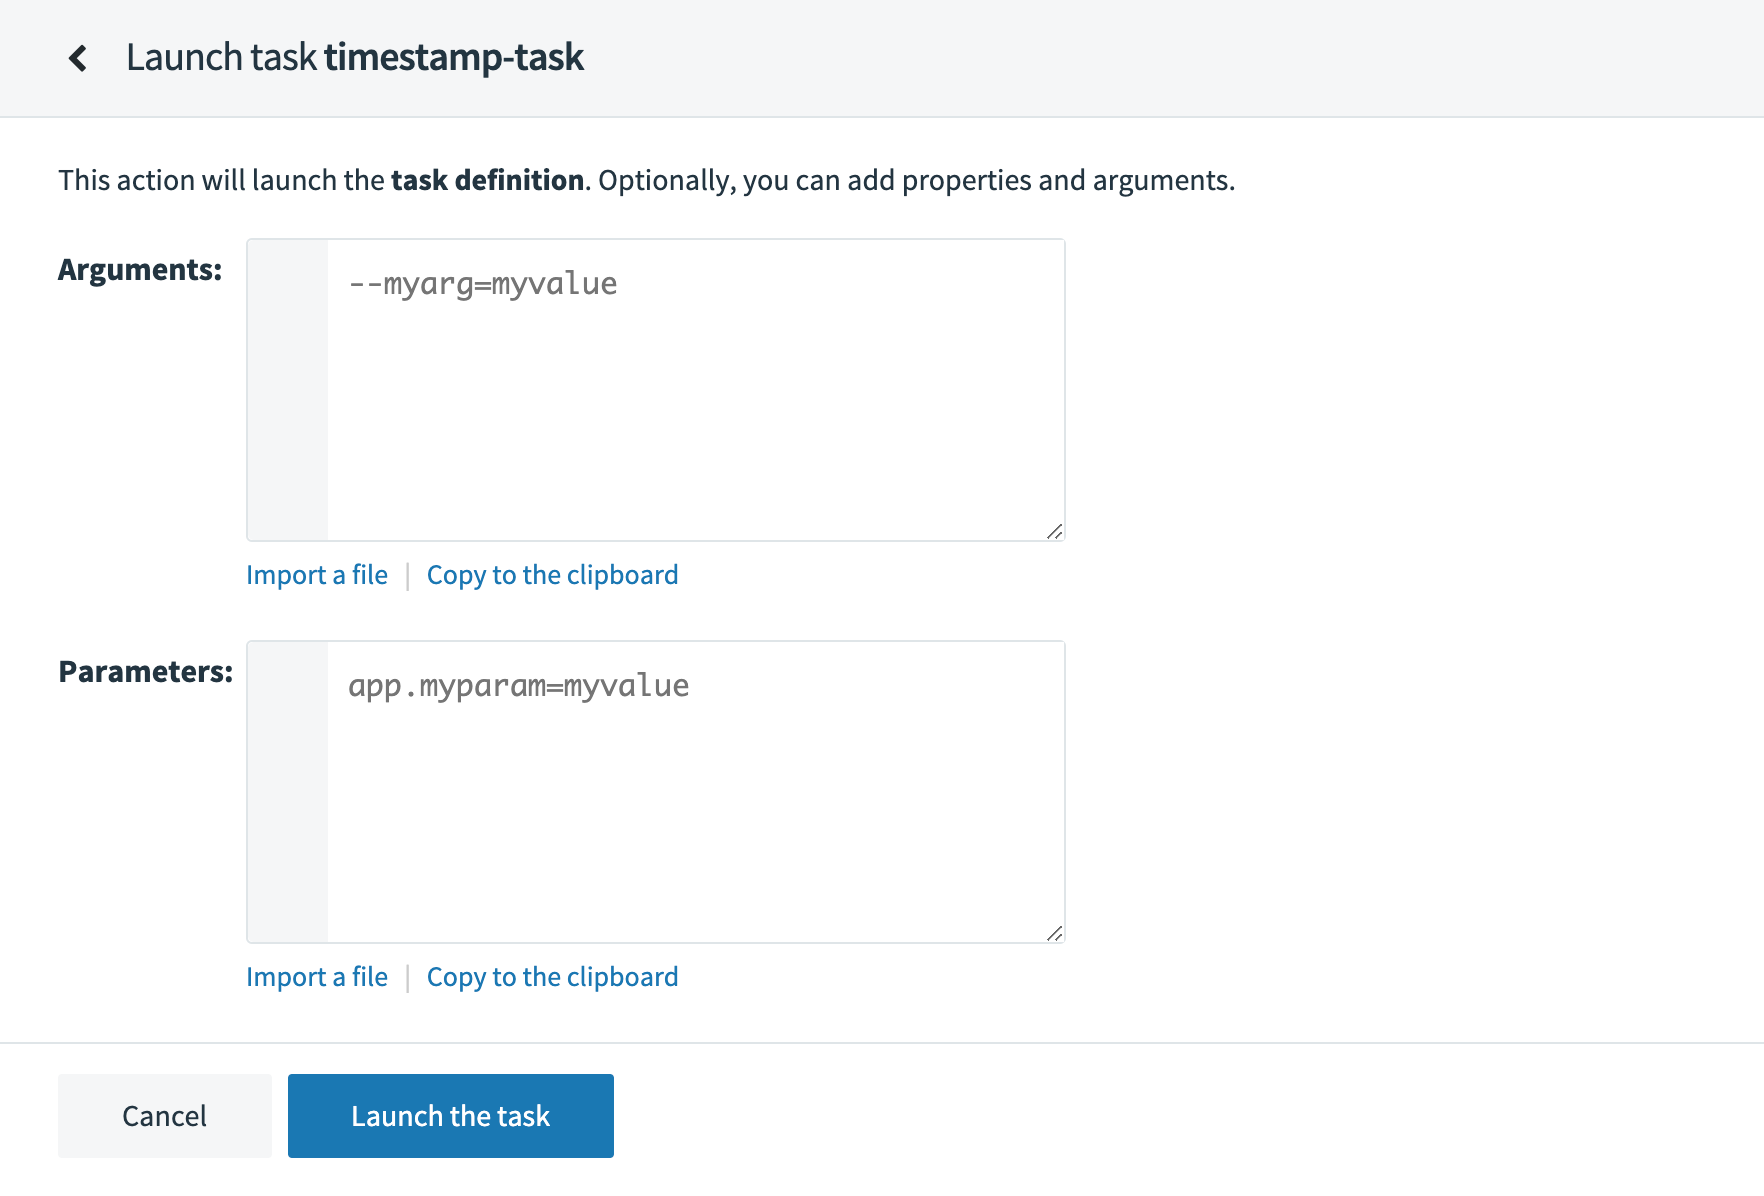 Launch task timestamp-task
This action will launch the task definition. Optionally, you can add properties and arguments.
Arguments:
--myarg=myvalue
Import a file | Copy to the clipboard
Parameters:
app.myparam=myvalue
Import a file | Copy to the clipboard
Cancel
Launch the task